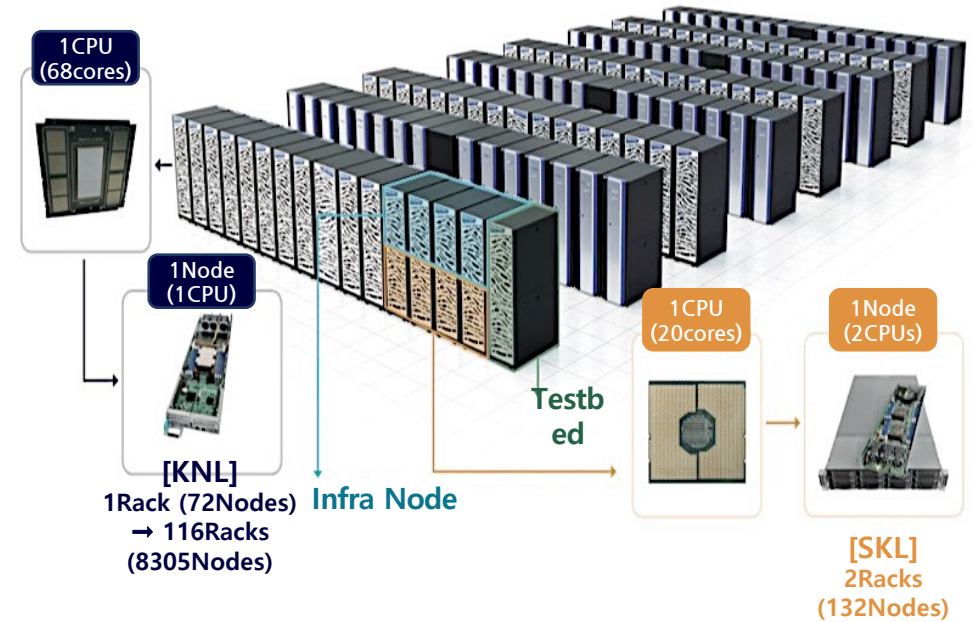 1CPU
(68cores)
1Node
(1CPU)
[KNL]
1Rack (72Nodes)
→ 116Racks
(8305Nodes)
Infra Node
Testb
ed
1CPU
(20cores)
1Node
(2CPUs)
[SKL]
2Racks
(132Nodes)